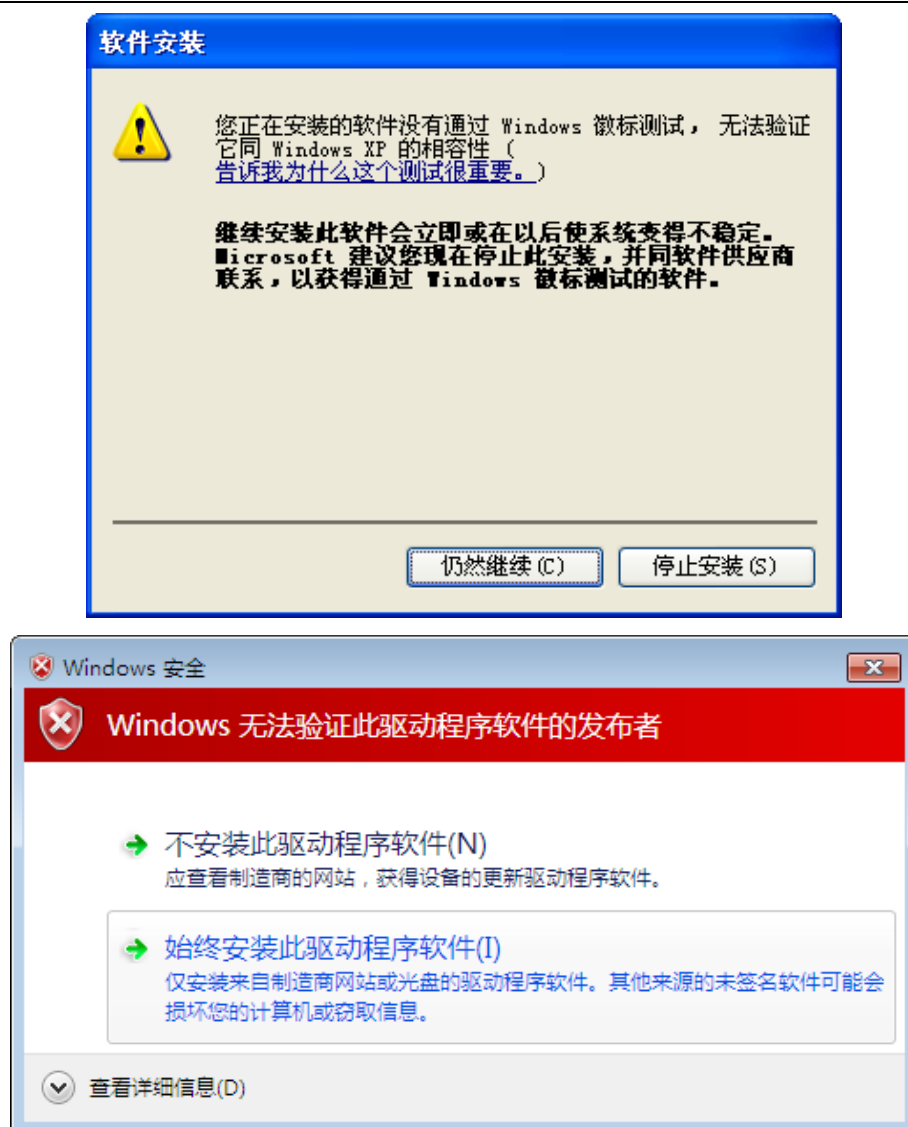 软件安装
您正在安装的软件没有通过 Windows 徽标测试， 无法验证
它同 Windows XP 的相容性（
告诉我为什么这个测试很重要。）
继续安装此软件会立即或在以后使系统变得不稳定。
Microsoft 建议您现在停止此安装，并同软件供应商
联系，以获得通过 Windows 徽标测试的软件。
仍然继续(C)
停止安装(S)
Windows 安全
Windows 无法验证此驱动程序软件的发布者
不安装此驱动程序软件(N)
应查看制造商的网站，获得设备的更新驱动程序软件。
始终安装此驱动程序软件(I)
仅安装来自制造商网站或光盘的驱动程序软件。其他来源的未签名软件可能会
损坏您的计算机或窃取信息。
查看详细信息(D)